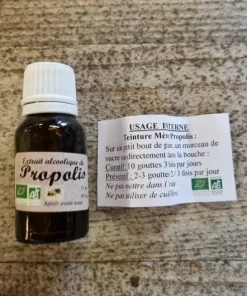 Extrait alcoolique de
Propolis
AB
Agiter avant
USAGE INTERNE
Teinture Mère Propolis :
Sur un petit bout de pain, un morceau de
sucre ou directement dans la bouche :
Curatif 10 gouttes 3 fois par jours
Préventif : 2-3 gouttes 2/3 fois par jour
Ne pas mettre dans l'eau
Ne pas utiliser de
AB